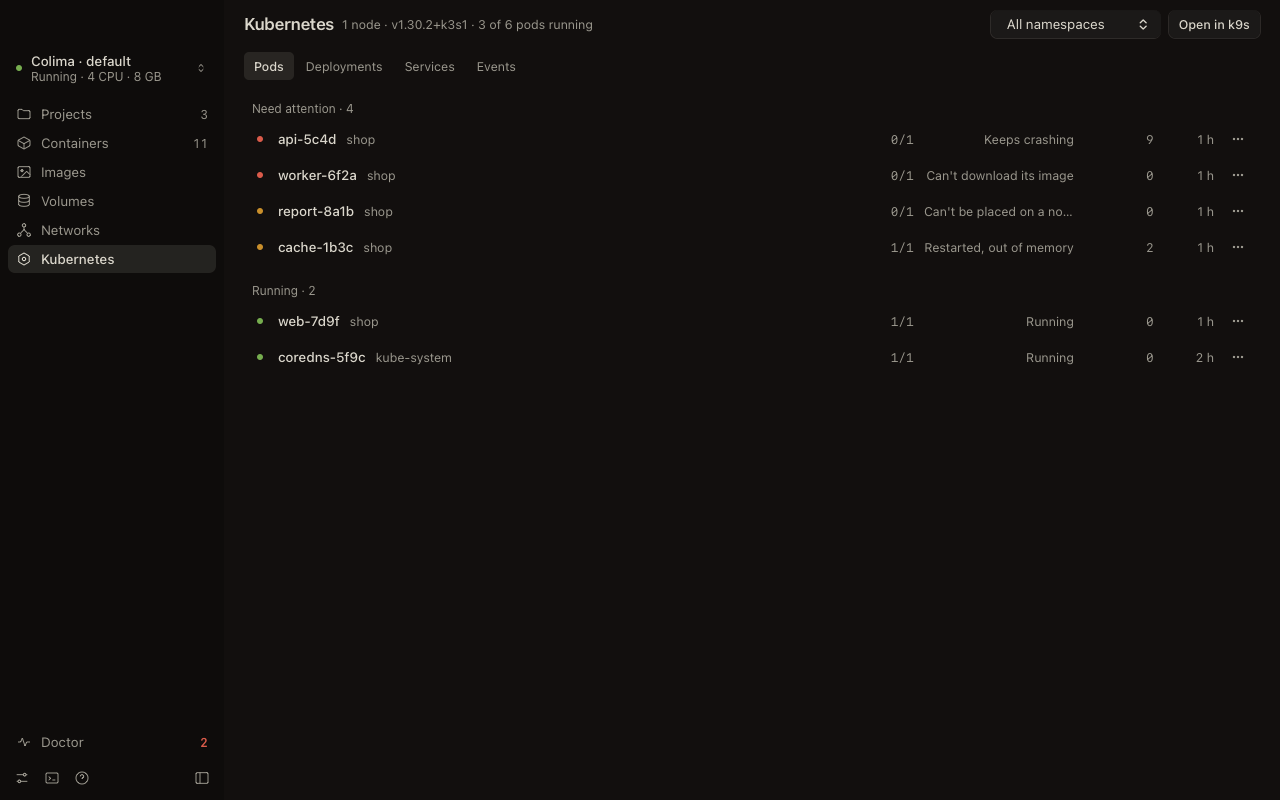 Kubernetes 1 node · v1.30.2+k3s1 · 3 of 6 pods running
All namespaces
Open in k9s
Colima · default
Running · 4 CPU · 8 GB
Projects 3
Containers 11
Images
Volumes
Networks
Kubernetes
Pods Deployments Services Events
Need attention · 4
api-5c4d shop 0/1 Keeps crashing 9 1 h
worker-6f2a shop 0/1 Can't download its image 0 1 h
report-8a1b shop 0/1 Can't be placed on a no... 0 1 h
cache-1b3c shop 1/1 Restarted, out of memory 2 1 h
Running · 2
web-7d9f shop 1/1 Running 0 1 h
coredns-5f9c kube-system 1/1 Running 0 2 h
Doctor 2